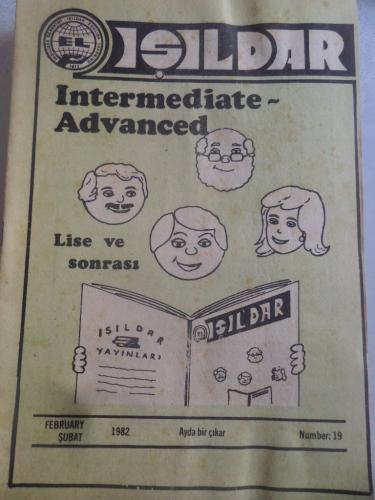 IŞILDAR
Intermediate ~
Advanced
Lise ve
sonrası
IŞILDAR
YAYINLARI
IŞILDAR
FEBRUARY
ŞUBAT
1982
Ayda bir çıkar
Number: 19